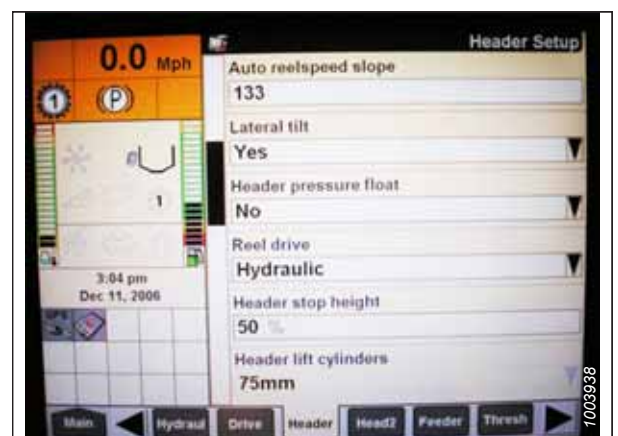 0.0 Mph
Header Setup
Auto reelspeed slope
133
1
(P)
Lateral tilt
Yes
Header pressure float
1
No
Reel drive
Hydraulic
3:04 pm
Dec 11, 2006
Header stop height
50 %
Header lift cylinders
75mm
Main
Hydraul
Drive
Header
Head2
Feeder
Thresh
1003938